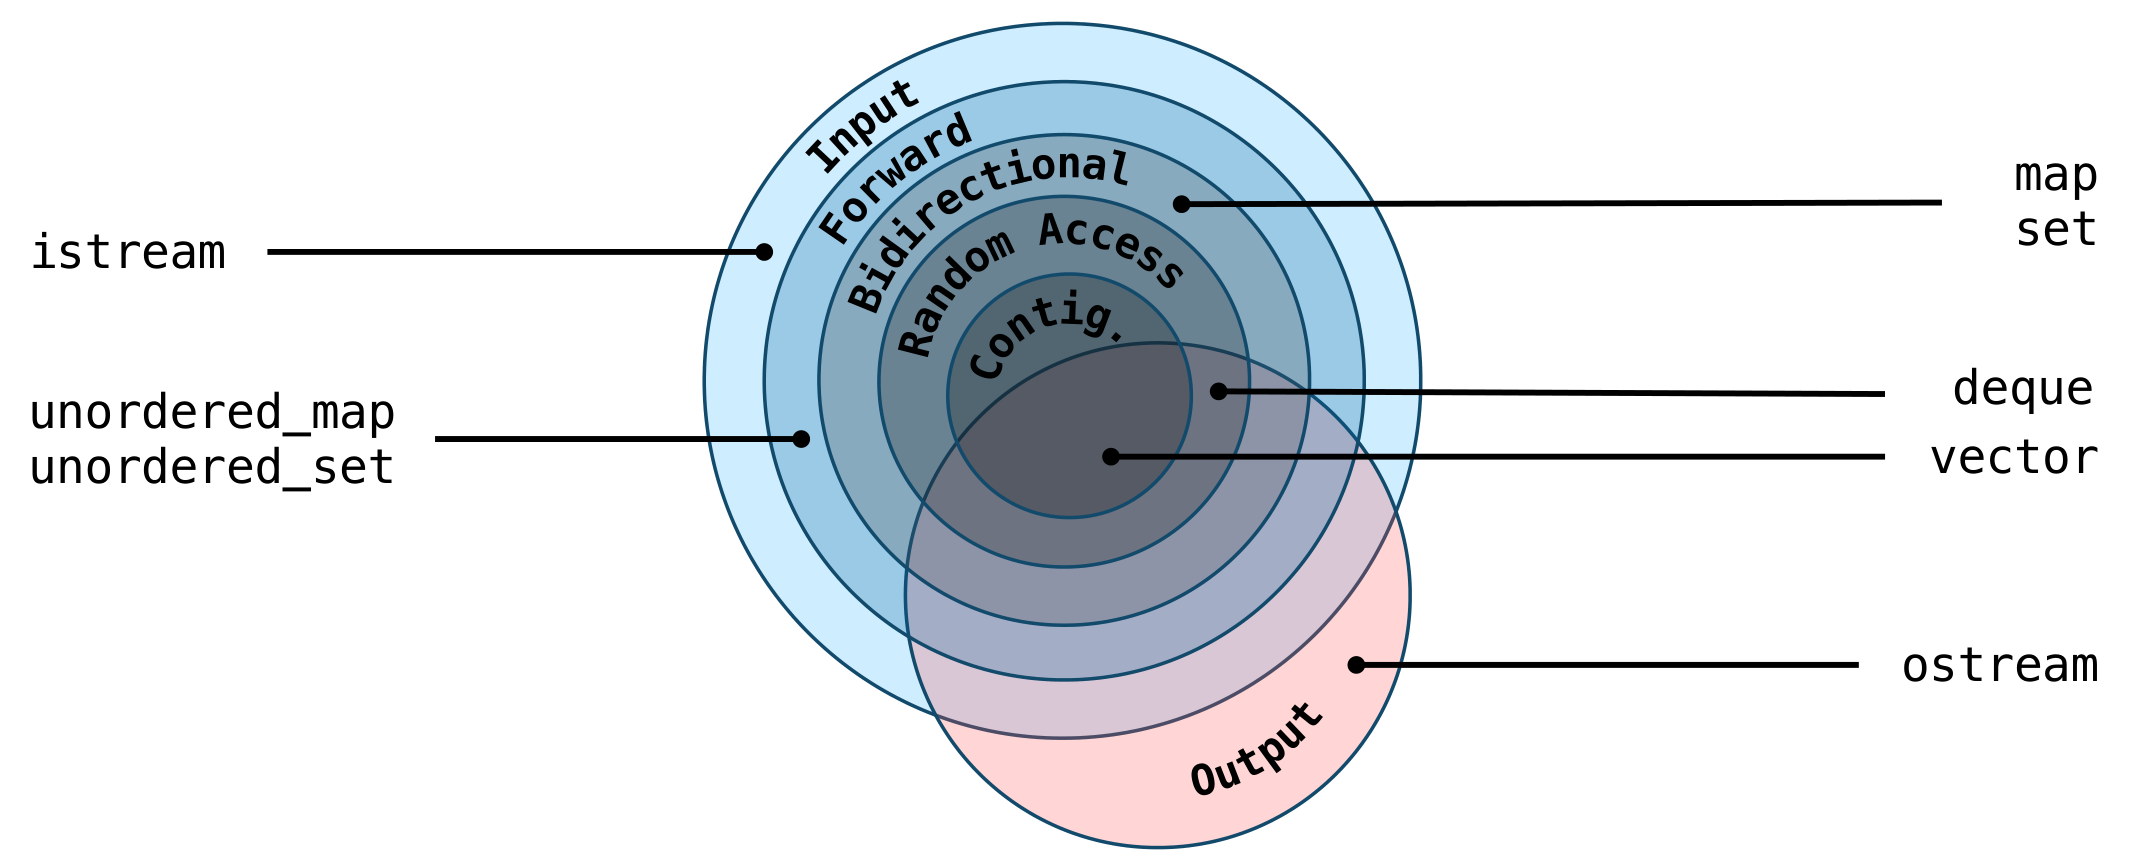 Input
Forward
Bidirectional
Random Access
Contig.
Output
istream
unordered_map
unordered_set
map
set
deque
vector
ostream